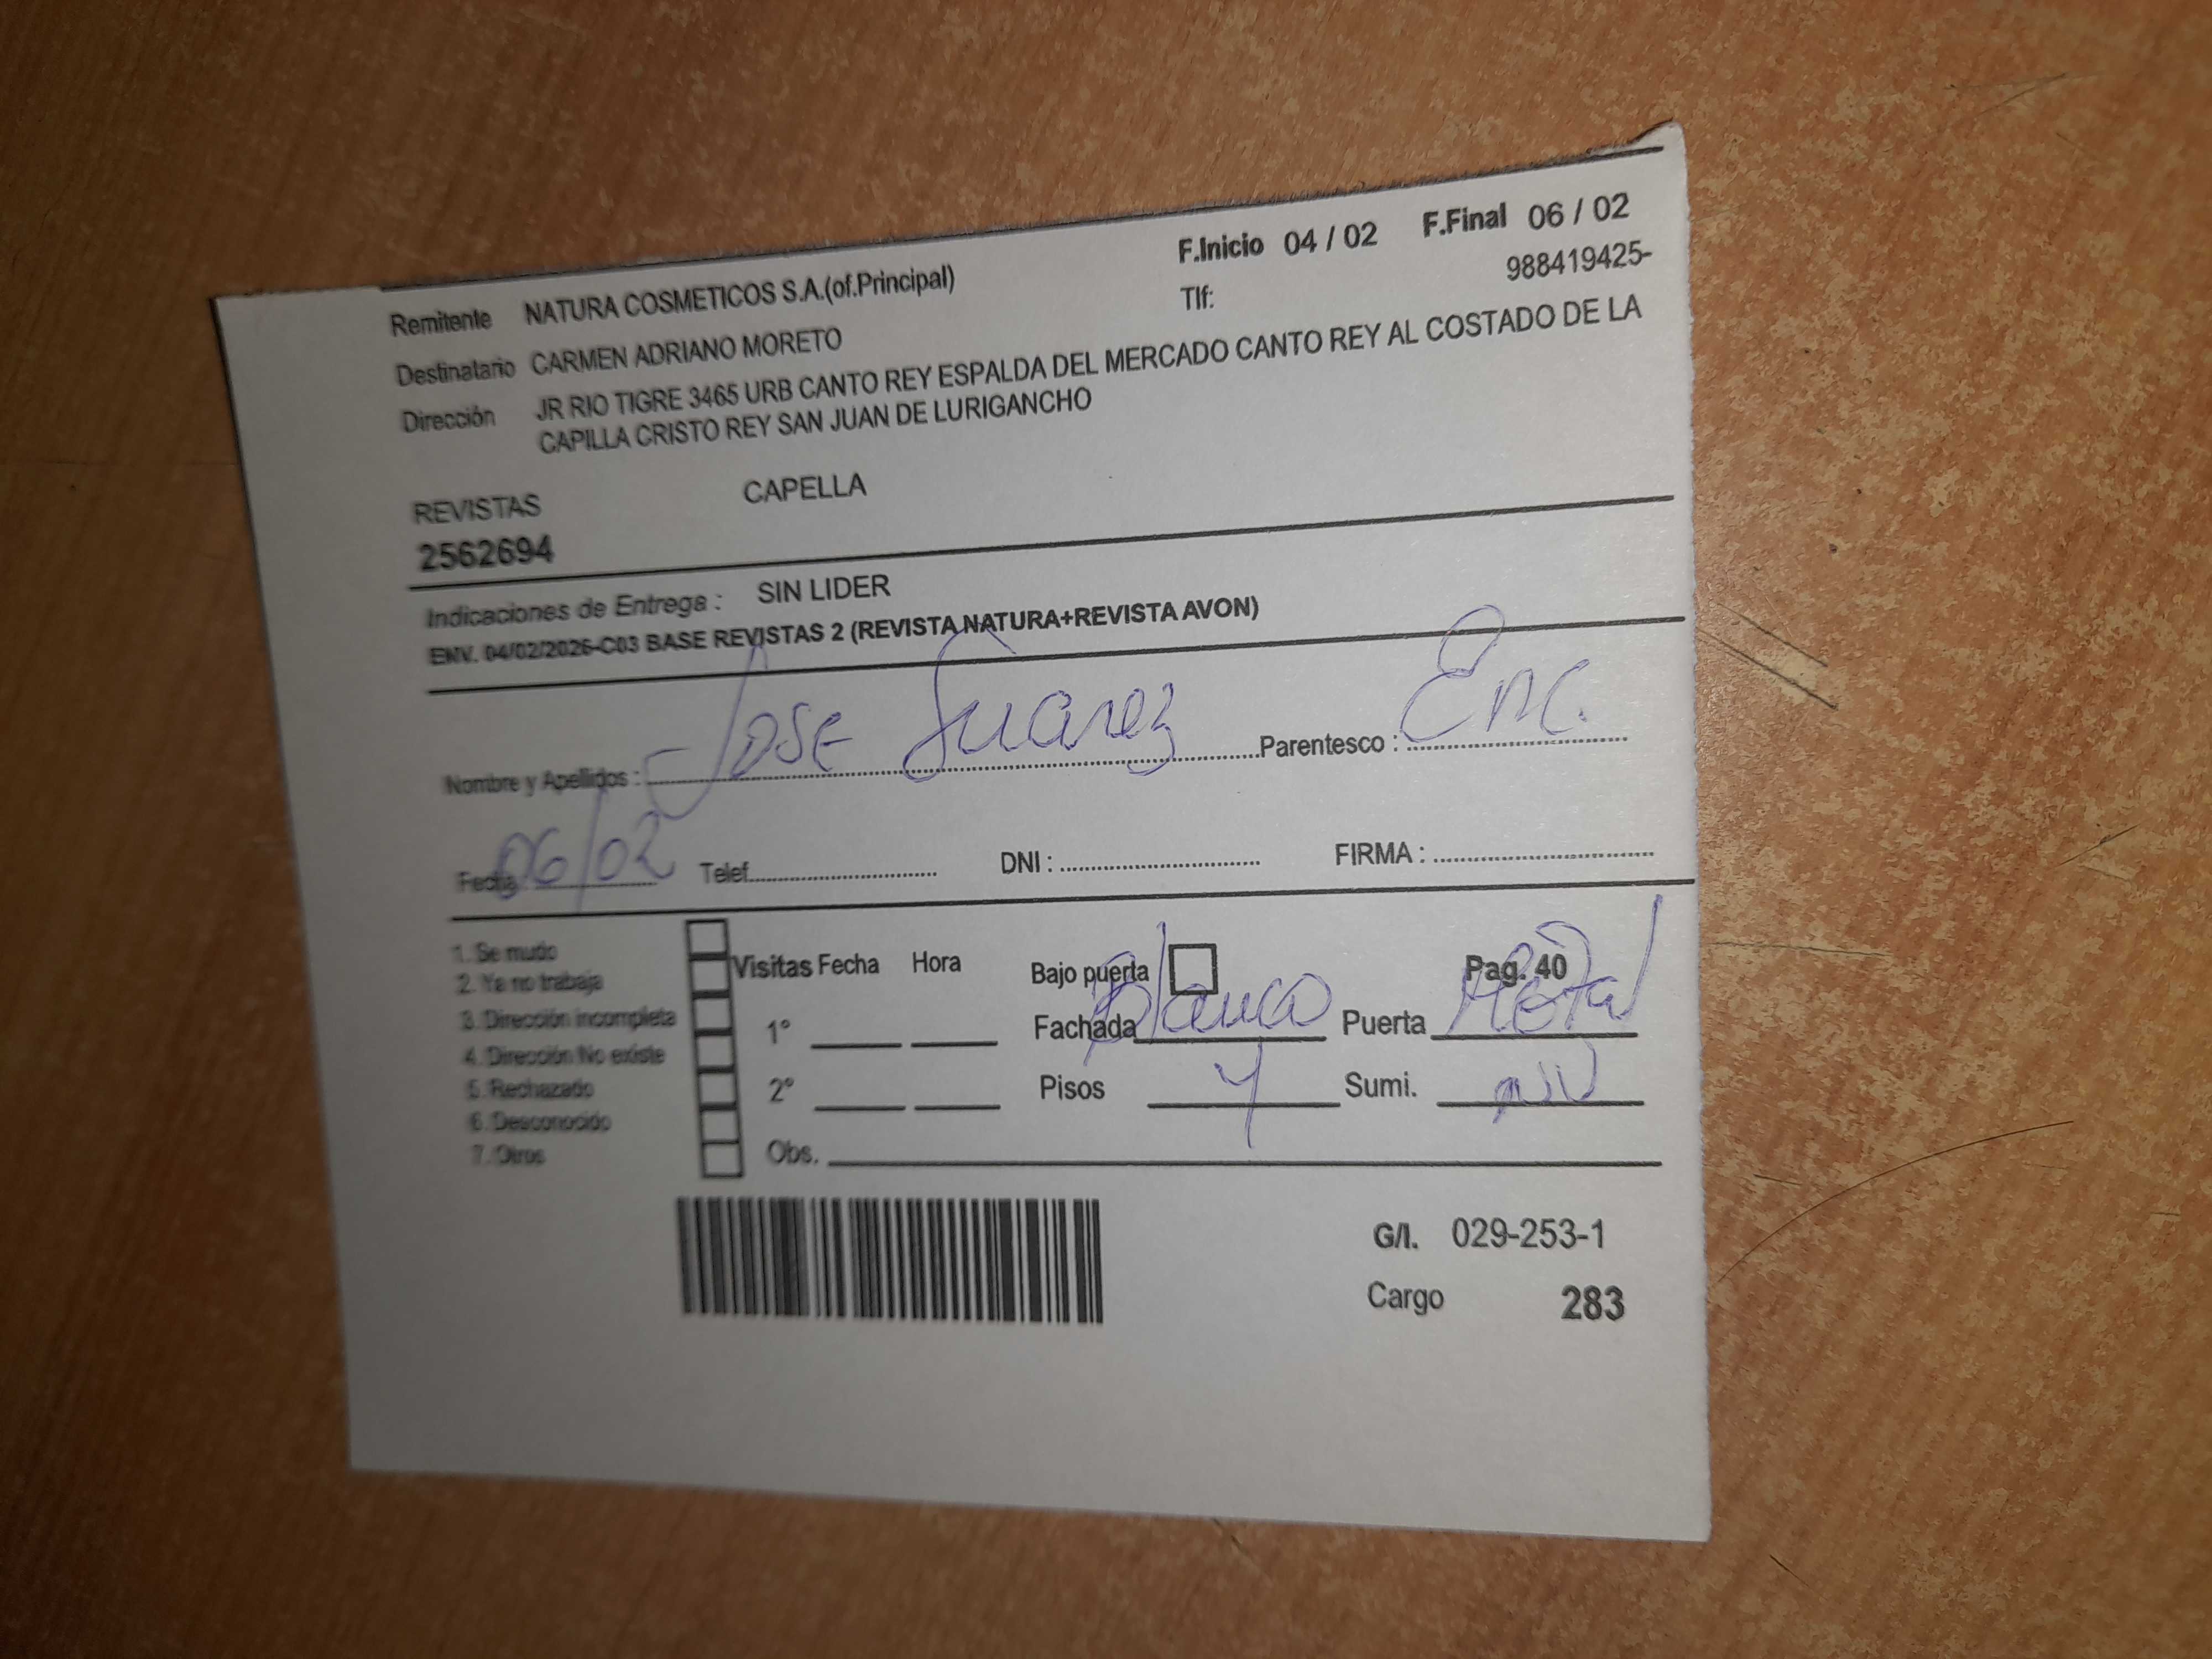 F.Inicio 04 / 02 F.Final 06 / 02
Remitente NATURA COSMETICOS S.A.(of.Principal) Tlf: 988419425-
Destinatario CARMEN ADRIANO MORETO
Dirección JR RIO TIGRE 3465 URB CANTO REY ESPALDA DEL MERCADO CANTO REY AL COSTADO DE LA
CAPILLA CRISTO REY SAN JUAN DE LURIGANCHO
REVISTAS CAPELLA
2562694
Indicaciones de Entrega : SIN LIDER
ENV. 04/02/2026-C03 BASE REVISTAS 2 (REVISTA NATURA+REVISTA AVON)
Nombre y Apellidos : Jose Suarez Parentesco : Enc.
Fecha 06/02 Telef. DNI : FIRMA :
1. Se mudo
2. Ya no trabaja
3. Dirección incompleta
4. Dirección No existe
5. Rechazado
6. Desconocido
7. Otros
Visitas Fecha Hora
1°
2°
Obs.
Bajo puerta Pag. 40
Fachada Blanco Puerta Metal
Pisos 4 Sumi.
G/I. 029-253-1
Cargo 283